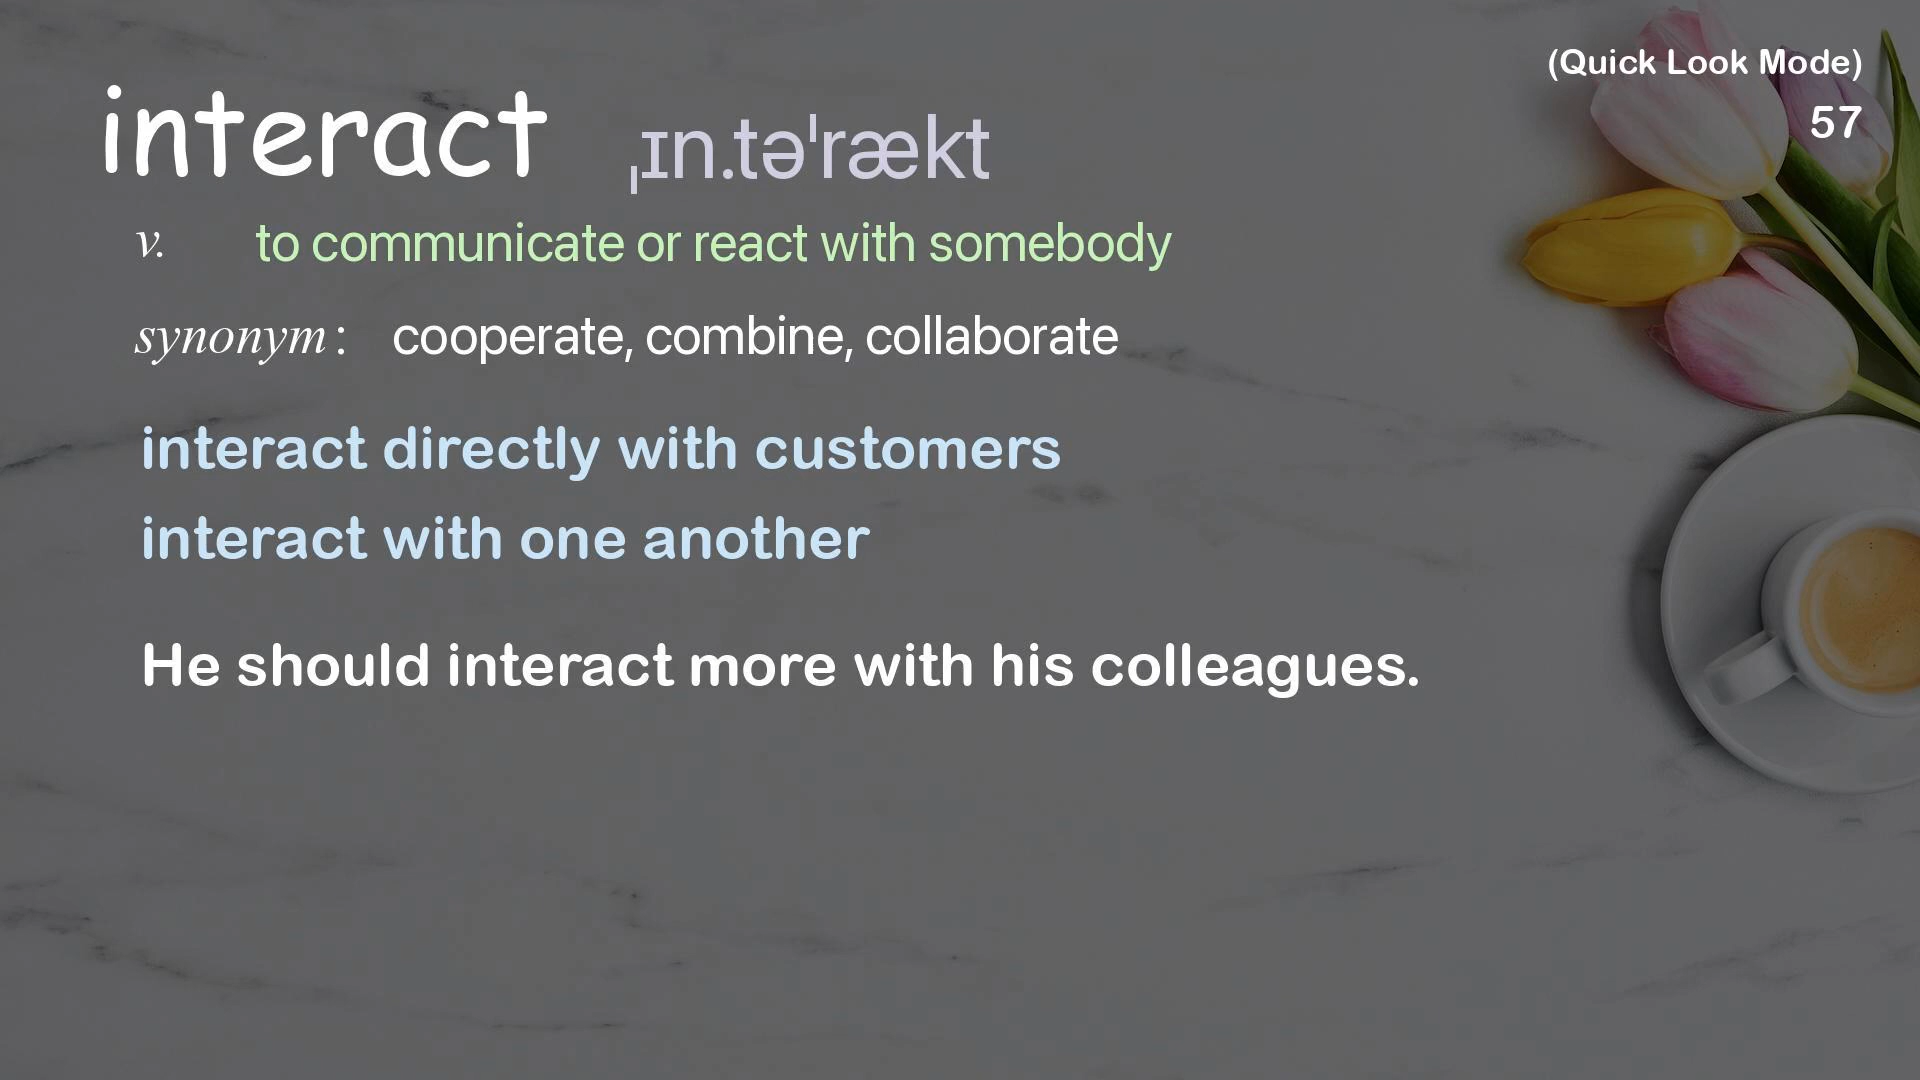 (Quick Look Mode)
57
interact ˌɪn.təˈrækt
v. to communicate or react with somebody
synonym : cooperate, combine, collaborate
interact directly with customers
interact with one another
He should interact more with his colleagues.